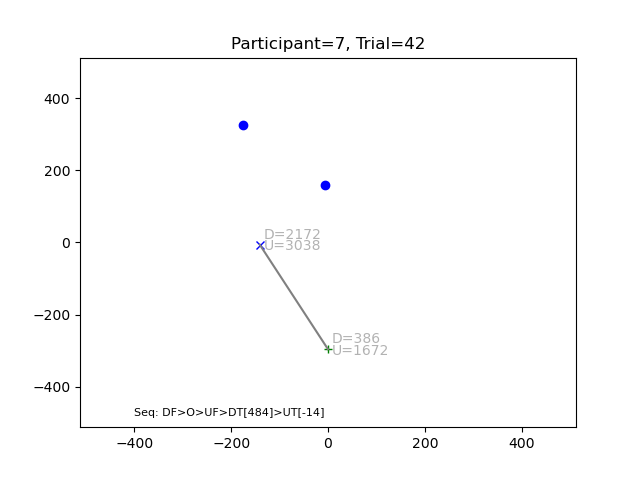 Participant=7, Trial=42
400
200
0
−200
−400
D=2172
U=3038
D=386
U=1672
Seq: DF>O>UF>DT[484]>UT[-14]
−400
−200
0
200
400